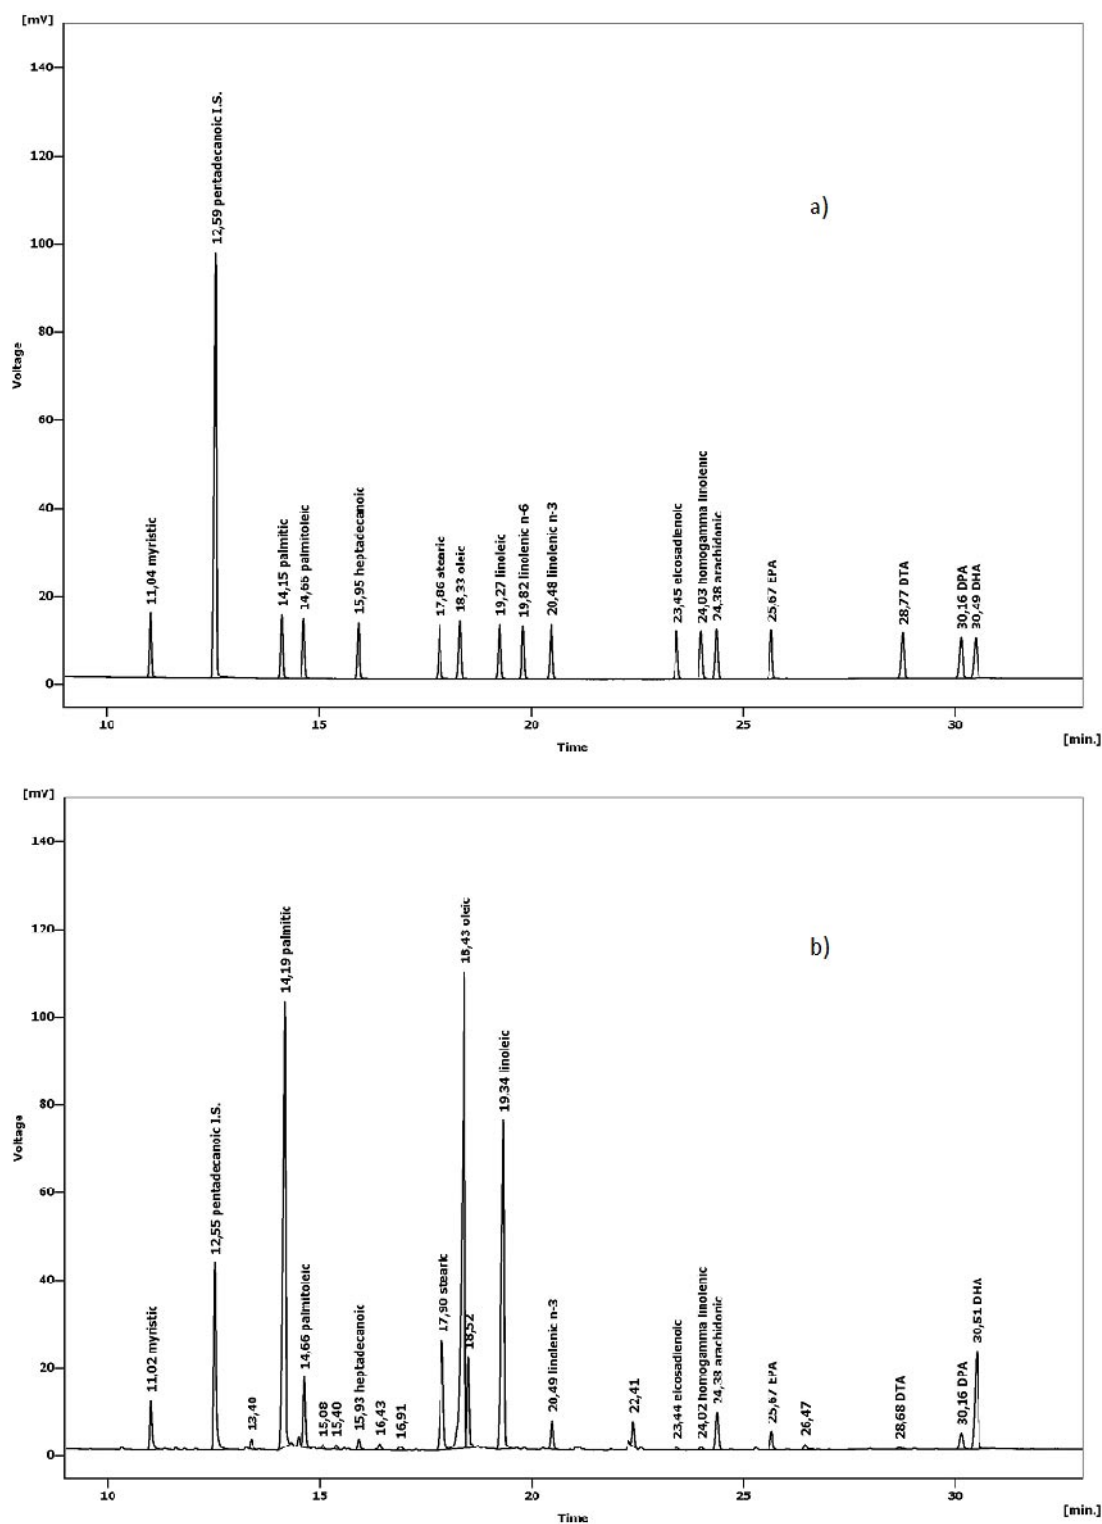 [mV]
140
120
100
80
60
40
20
0
Voltage
11,04 myristic
12,59 pentadecanoic I.S.
14,15 palmitic
14,66 palmitoleic
15,95 heptadecanoic
17,86 stearic
18,33 oleic
19,27 linoleic
19,82 linolenic n-6
20,48 linolenic n-3
23,45 eicosadienoic
24,03 homogamma linolenic
24,38 arachidonic
25,67 EPA
28,77 DTA
30,16 DPA
30,49 DHA
a)
10
15
20
25
30
Time
[min.]
[mV]
140
120
100
80
60
40
20
0
Voltage
11,02 myristic
12,55 pentadecanoic I.S.
13,40
14,19 palmitic
14,66 palmitoleic
15,08
15,40
15,93 heptadecanoic
16,43
16,91
17,90 stearic
18,43 oleic
18,52
19,34 linoleic
20,49 linolenic n-3
22,41
23,44 eicosadienoic
24,02 homogamma linolenic
24,38 arachidonic
25,67 EPA
26,47
28,68 DTA
30,16 DPA
30,51 DHA
b)
10
15
20
25
30
Time
[min.]